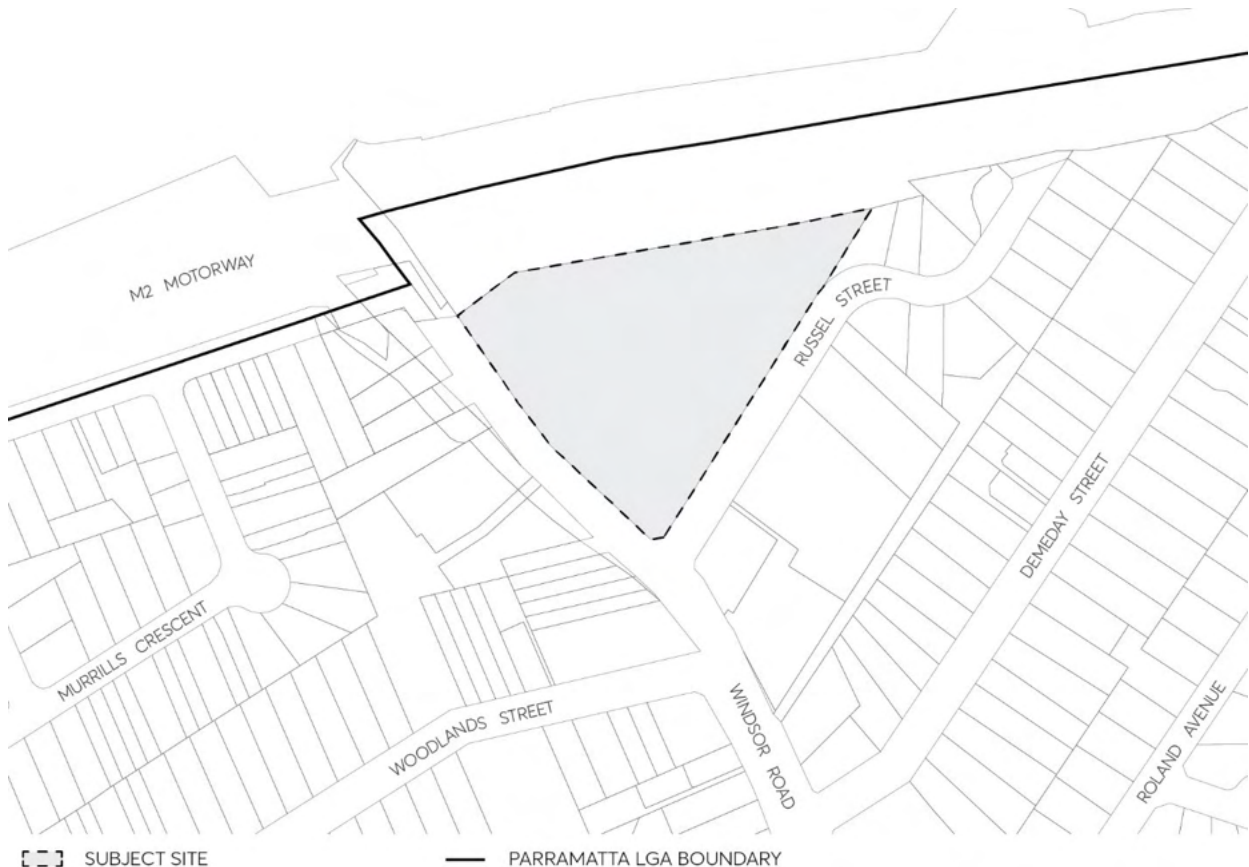 M2 MOTORWAY
RUSSEL STREET
DEMEDAY STREET
MURRILLS CRESCENT
WOODLANDS STREET
WINDSOR ROAD
ROLAND AVENUE
SUBJECT SITE
PARRAMATTA LGA BOUNDARY